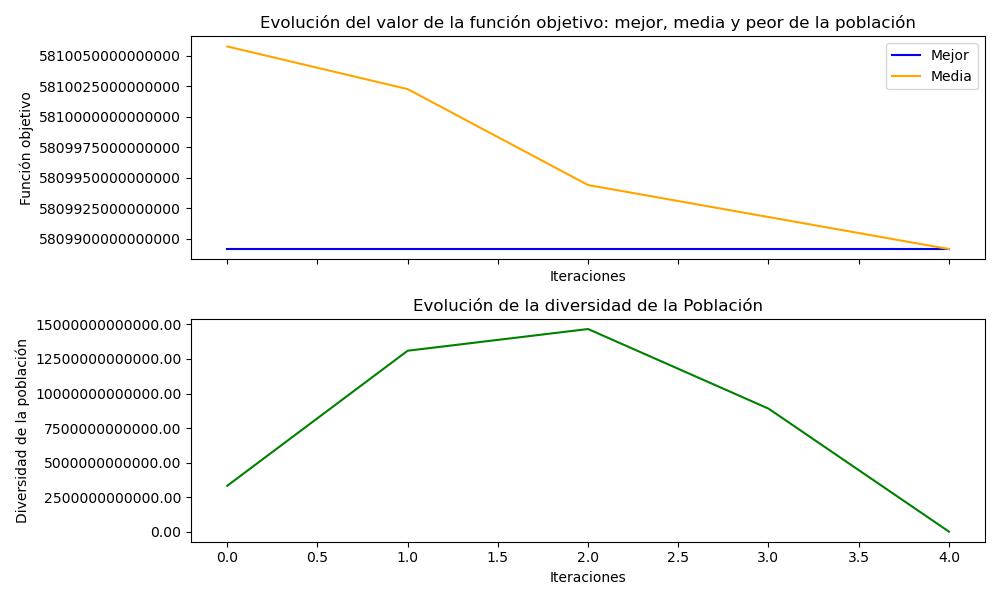 Evolución del valor de la función objetivo: mejor, media y peor de la población
Función objetivo
5810050000000000
5810025000000000
5810000000000000
5809975000000000
5809950000000000
5809925000000000
5809900000000000
Mejor
Media
Iteraciones
Evolución de la diversidad de la Población
Diversidad de la población
15000000000000.00
12500000000000.00
10000000000000.00
7500000000000.00
5000000000000.00
2500000000000.00
0.00
0.0 0.5 1.0 1.5 2.0 2.5 3.0 3.5 4.0
Iteraciones